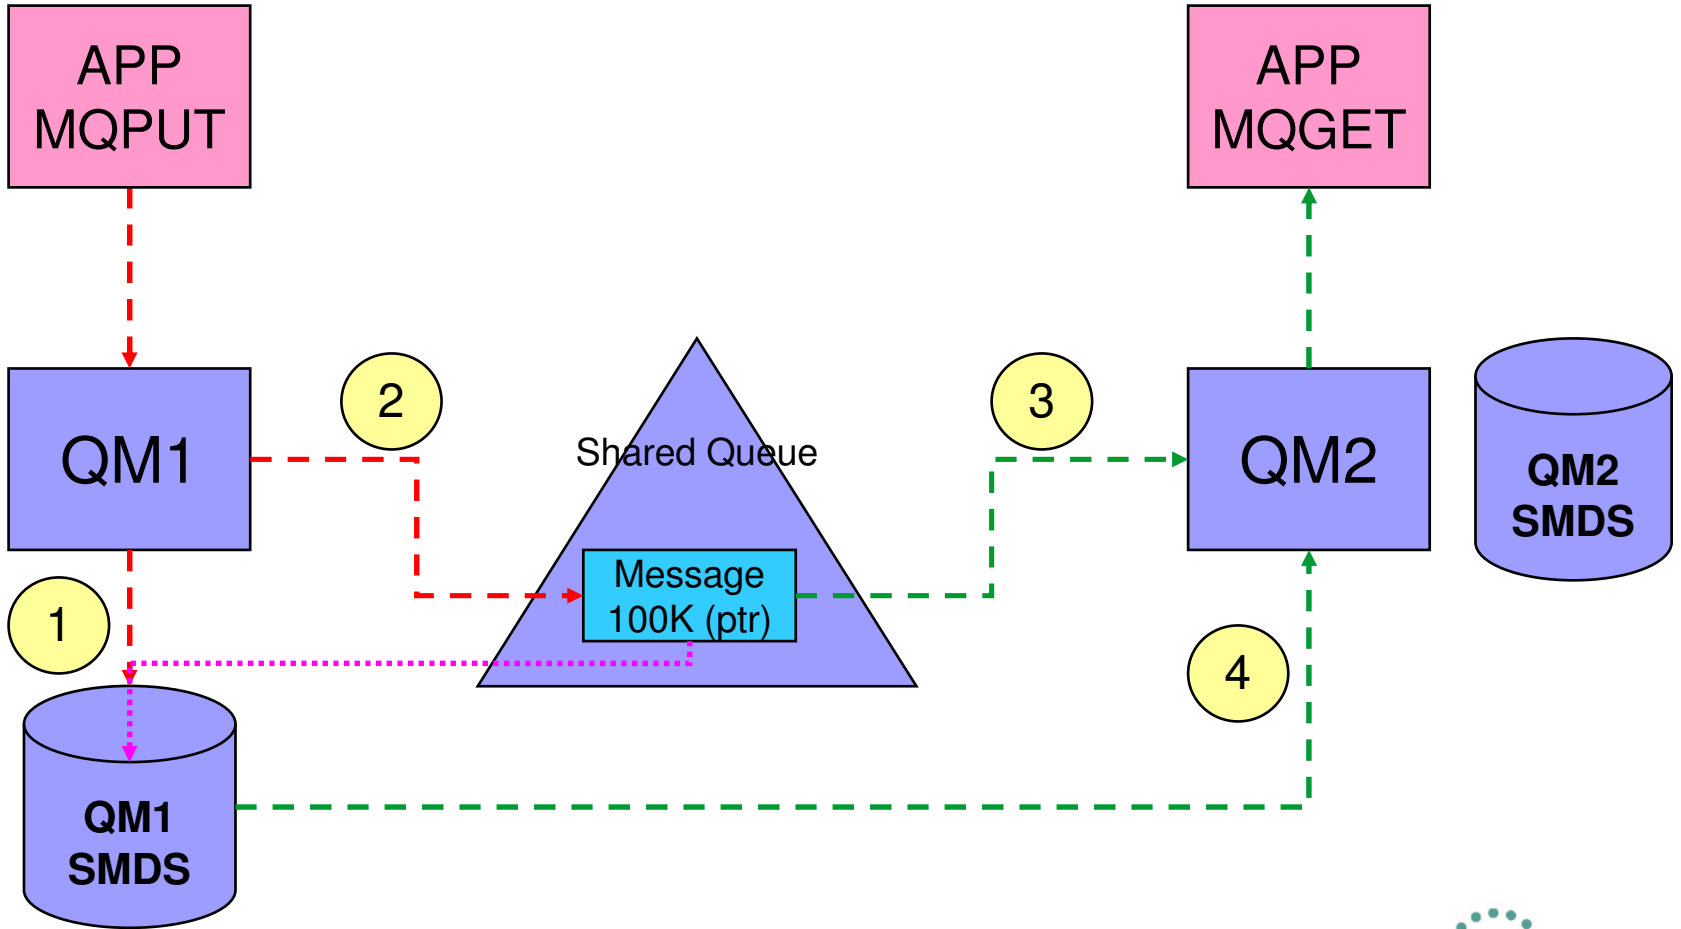 APP
MQPUT
APP
MQGET
2
3
QM1
Shared Queue
QM2
QM2
SMDS
Message
100K (ptr)
1
4
QM1
SMDS